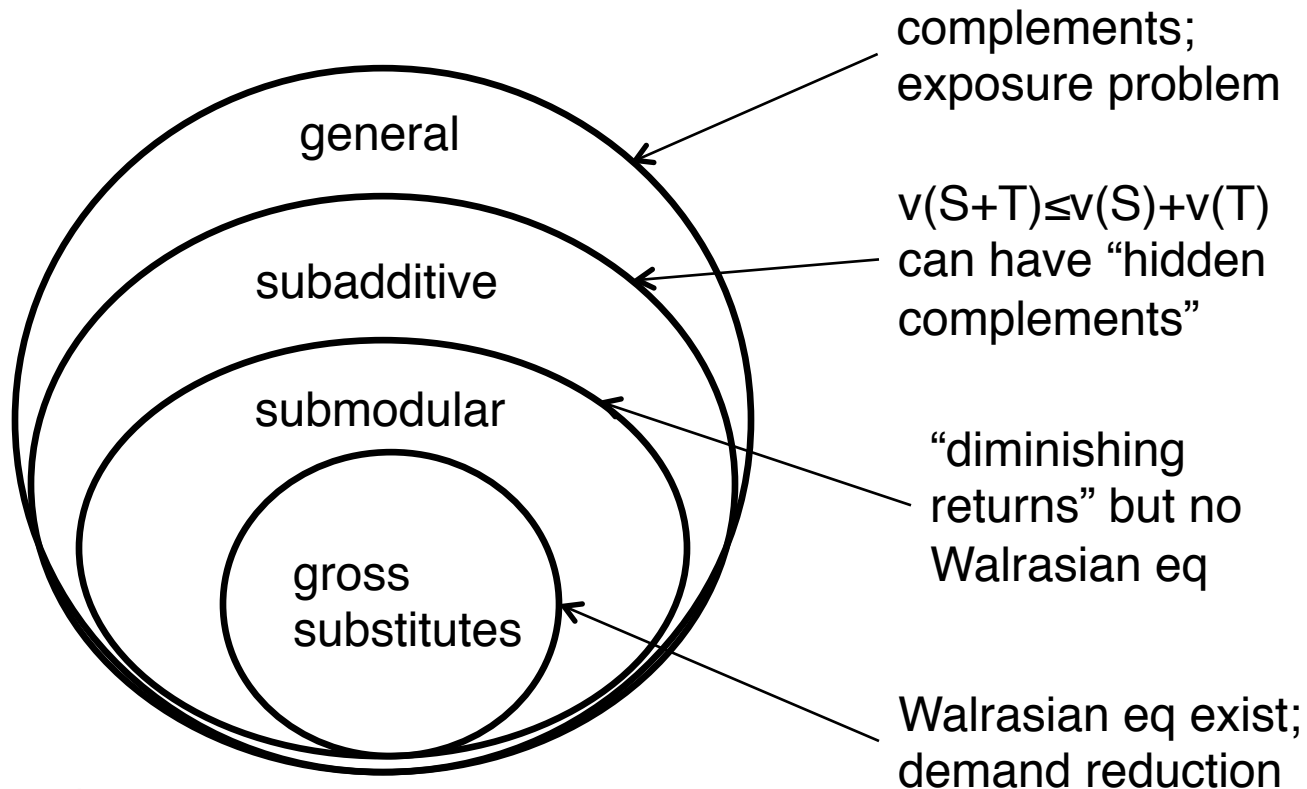 complements;
exposure problem
general
v(S+T)≤v(S)+v(T)
can have “hidden
complements”
subadditive
submodular
“diminishing
returns” but no
Walrasian eq
gross
substitutes
Walrasian eq exist;
demand reduction